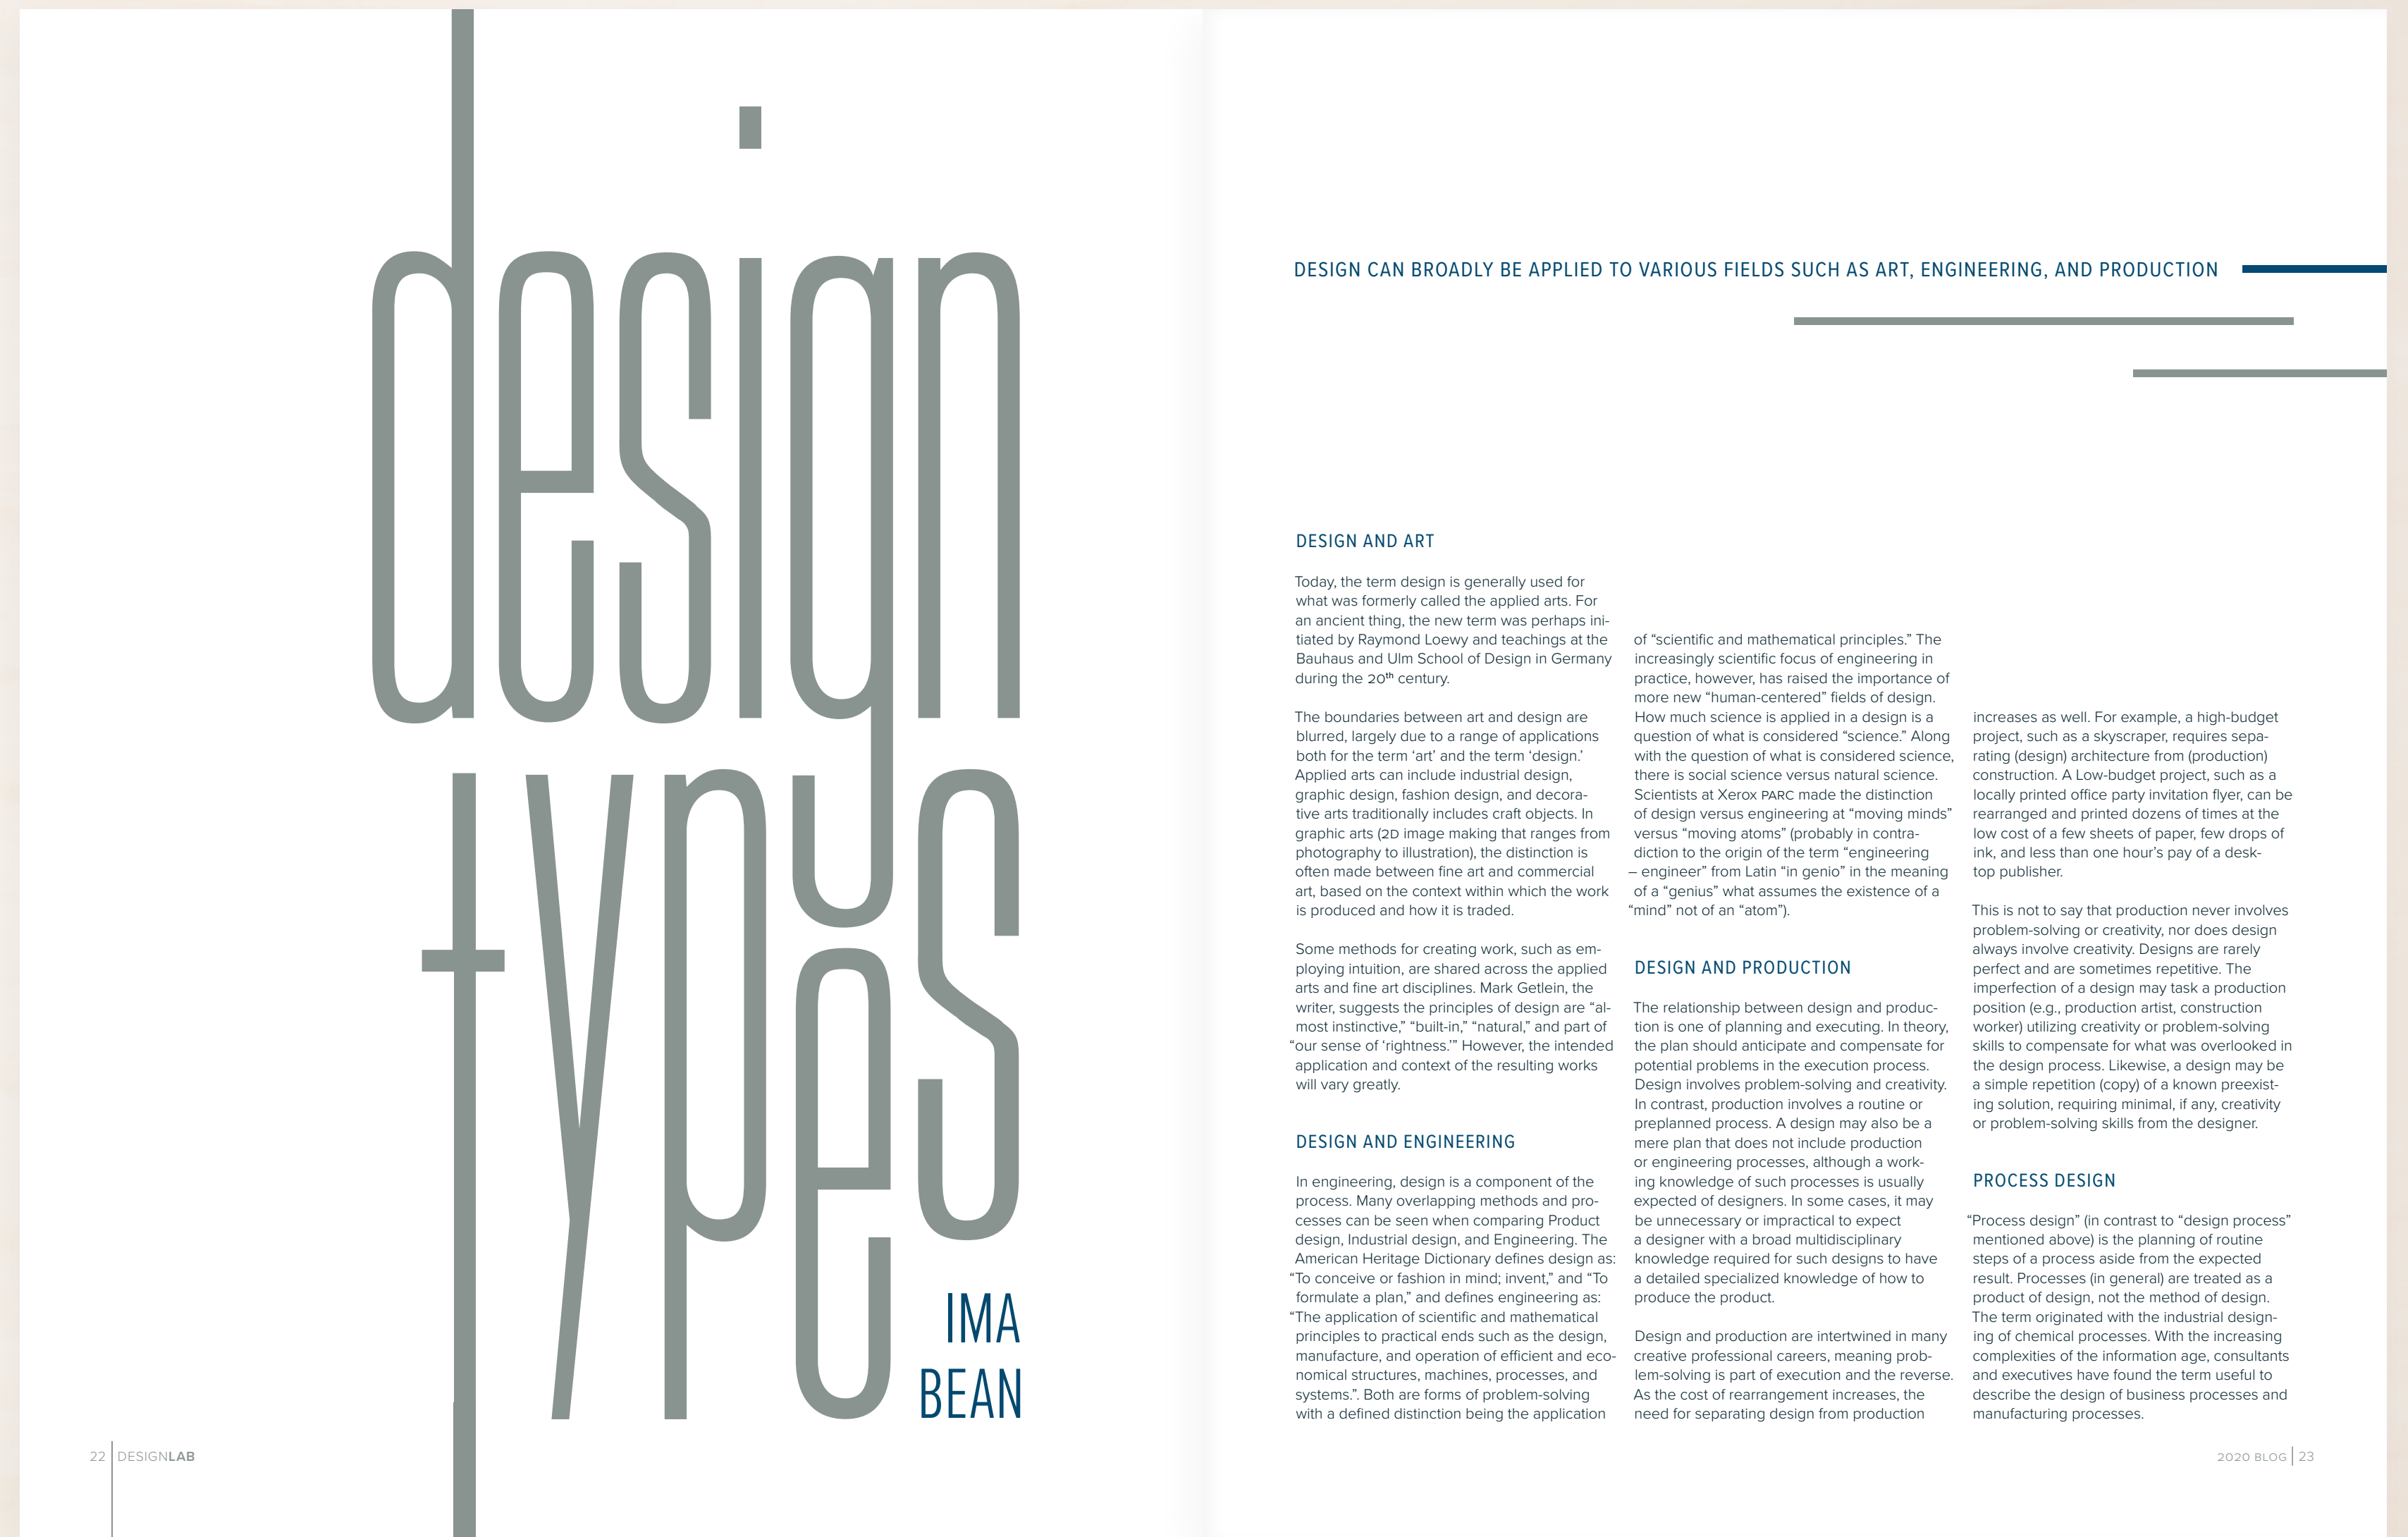 design
types
IMA
BEAN
22 DESIGNLAB
DESIGN CAN BROADLY BE APPLIED TO VARIOUS FIELDS SUCH AS ART, ENGINEERING, AND PRODUCTION
DESIGN AND ART
Today, the term design is generally used for
what was formerly called the applied arts. For
an ancient thing, the new term was perhaps ini-
tiated by Raymond Loewy and teachings at the
Bauhaus and Ulm School of Design in Germany
during the 20th century.
The boundaries between art and design are
blurred, largely due to a range of applications
both for the term ‘art’ and the term ‘design.’
Applied arts can include industrial design,
graphic design, fashion design, and decora-
tive arts traditionally includes craft objects. In
graphic arts (2D image making that ranges from
photography to illustration), the distinction is
often made between fine art and commercial
art, based on the context within which the work
is produced and how it is traded.
Some methods for creating work, such as em-
ploying intuition, are shared across the applied
arts and fine art disciplines. Mark Getlein, the
writer, suggests the principles of design are “al-
most instinctive,” “built-in,” “natural,” and part of
“our sense of ‘rightness.’” However, the intended
application and context of the resulting works
will vary greatly.
DESIGN AND ENGINEERING
In engineering, design is a component of the
process. Many overlapping methods and pro-
cesses can be seen when comparing Product
design, Industrial design, and Engineering. The
American Heritage Dictionary defines design as:
“To conceive or fashion in mind; invent,” and “To
formulate a plan,” and defines engineering as:
“The application of scientific and mathematical
principles to practical ends such as the design,
manufacture, and operation of efficient and eco-
nomical structures, machines, processes, and
systems.”. Both are forms of problem-solving
with a defined distinction being the application
of “scientific and mathematical principles.” The
increasingly scientific focus of engineering in
practice, however, has raised the importance of
more new “human-centered” fields of design.
How much science is applied in a design is a
question of what is considered “science.” Along
with the question of what is considered science,
there is social science versus natural science.
Scientists at Xerox PARC made the distinction
of design versus engineering at “moving minds”
versus “moving atoms” (probably in contra-
diction to the origin of the term “engineering
– engineer” from Latin “in genio” in the meaning
of a “genius” what assumes the existence of a
“mind” not of an “atom”).
DESIGN AND PRODUCTION
The relationship between design and produc-
tion is one of planning and executing. In theory,
the plan should anticipate and compensate for
potential problems in the execution process.
Design involves problem-solving and creativity.
In contrast, production involves a routine or
preplanned process. A design may also be a
mere plan that does not include production
or engineering processes, although a work-
ing knowledge of such processes is usually
expected of designers. In some cases, it may
be unnecessary or impractical to expect
a designer with a broad multidisciplinary
knowledge required for such designs to have
a detailed specialized knowledge of how to
produce the product.
Design and production are intertwined in many
creative professional careers, meaning prob-
lem-solving is part of execution and the reverse.
As the cost of rearrangement increases, the
need for separating design from production
increases as well. For example, a high-budget
project, such as a skyscraper, requires sepa-
rating (design) architecture from (production)
construction. A Low-budget project, such as a
locally printed office party invitation flyer, can be
rearranged and printed dozens of times at the
low cost of a few sheets of paper, few drops of
ink, and less than one hour’s pay of a desk-
top publisher.
This is not to say that production never involves
problem-solving or creativity, nor does design
always involve creativity. Designs are rarely
perfect and are sometimes repetitive. The
imperfection of a design may task a production
position (e.g., production artist, construction
worker) utilizing creativity or problem-solving
skills to compensate for what was overlooked in
the design process. Likewise, a design may be
a simple repetition (copy) of a known preexist-
ing solution, requiring minimal, if any, creativity
or problem-solving skills from the designer.
PROCESS DESIGN
“Process design” (in contrast to “design process”
mentioned above) is the planning of routine
steps of a process aside from the expected
result. Processes (in general) are treated as a
product of design, not the method of design.
The term originated with the industrial design-
ing of chemical processes. With the increasing
complexities of the information age, consultants
and executives have found the term useful to
describe the design of business processes and
manufacturing processes.
2020 BLOG 23